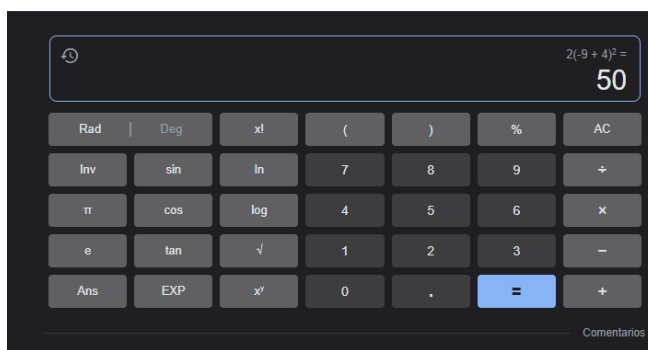 2(-9 + 4)² =
50
Rad | Deg x! ( ) % AC
Inv sin ln 7 8 9 ÷
π cos log 4 5 6 ×
e tan √ 1 2 3 −
Ans EXP xʸ 0 . = +
Comentarios